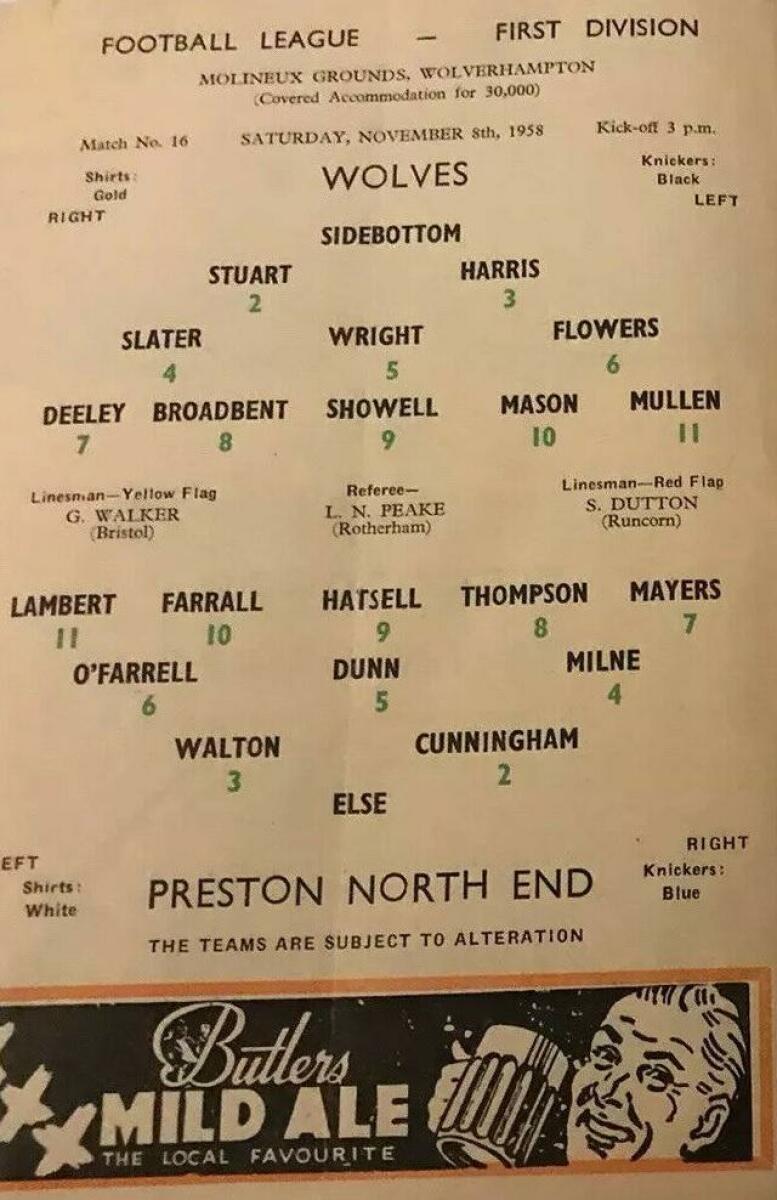 FOOTBALL LEAGUE — FIRST DIVISION
MOLINEUX GROUNDS, WOLVERHAMPTON
(Covered Accommodation for 30,000)
Match No. 16 SATURDAY, NOVEMBER 8th, 1958 Kick-off 3 p.m.
Shirts: WOLVES Knickers:
Gold Black
RIGHT LEFT
SIDEBOTTOM
STUART HARRIS
2 3
SLATER WRIGHT FLOWERS
4 5 6
DEELEY BROADBENT SHOWELL MASON MULLEN
7 8 9 10 11
Linesman—Yellow Flag Referee— Linesman—Red Flap
G. WALKER L. N. PEAKE S. DUTTON
(Bristol) (Rotherham) (Runcorn)
LAMBERT FARRALL HATSELL THOMPSON MAYERS
11 10 9 8 7
O'FARRELL DUNN MILNE
6 5 4
WALTON CUNNINGHAM
3 2
ELSE
EFT RIGHT
Shirts: PRESTON NORTH END Knickers:
White Blue
THE TEAMS ARE SUBJECT TO ALTERATION
Butlers
MILD ALE
THE LOCAL FAVOURITE